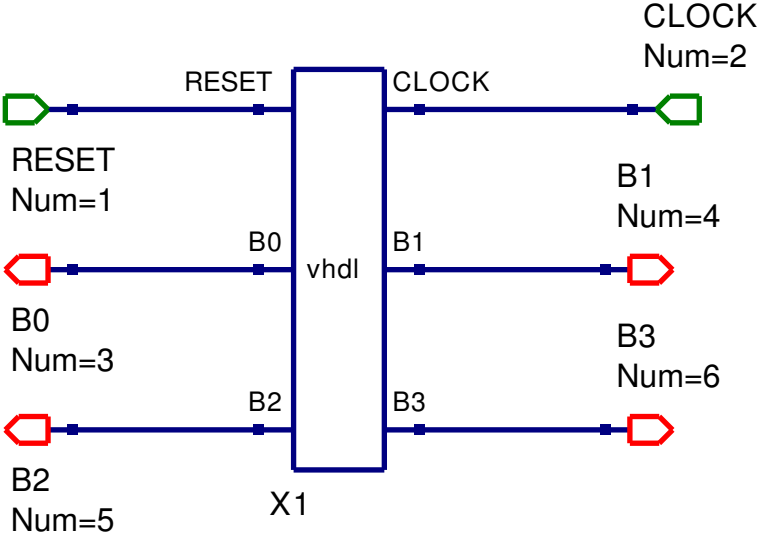 CLOCK
Num=2
RESET
CLOCK
RESET
Num=1
B1
Num=4
B0
B1
vhdl
B0
Num=3
B3
Num=6
B2
B3
B2
Num=5
X1